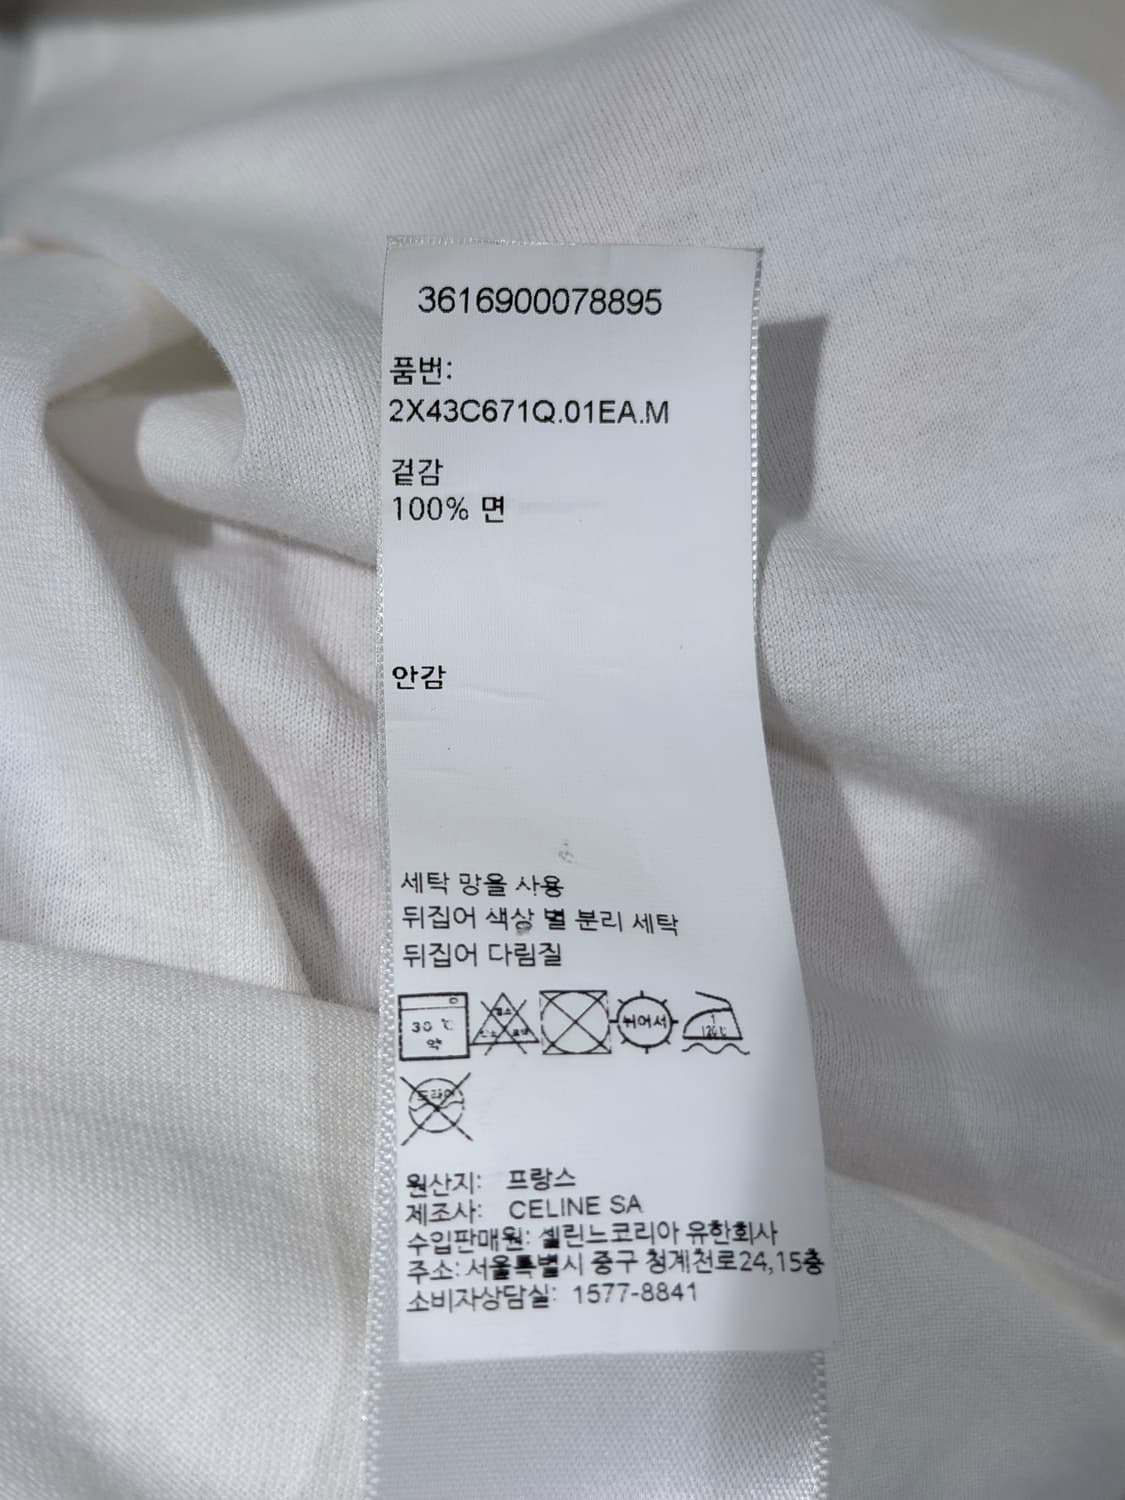 3616900078895
품번:
2X43C671Q.01EA.M
겉감
100% 면
안감
세탁 망을 사용
뒤집어 색상 별 분리 세탁
뒤집어 다림질
30 ℃
약
뉘어서
120℃
드라이
원산지: 프랑스
제조사: CELINE SA
수입판매원: 셀린느코리아 유한회사
주소: 서울특별시 중구 청계천로24,15층
소비자상담실: 1577-8841